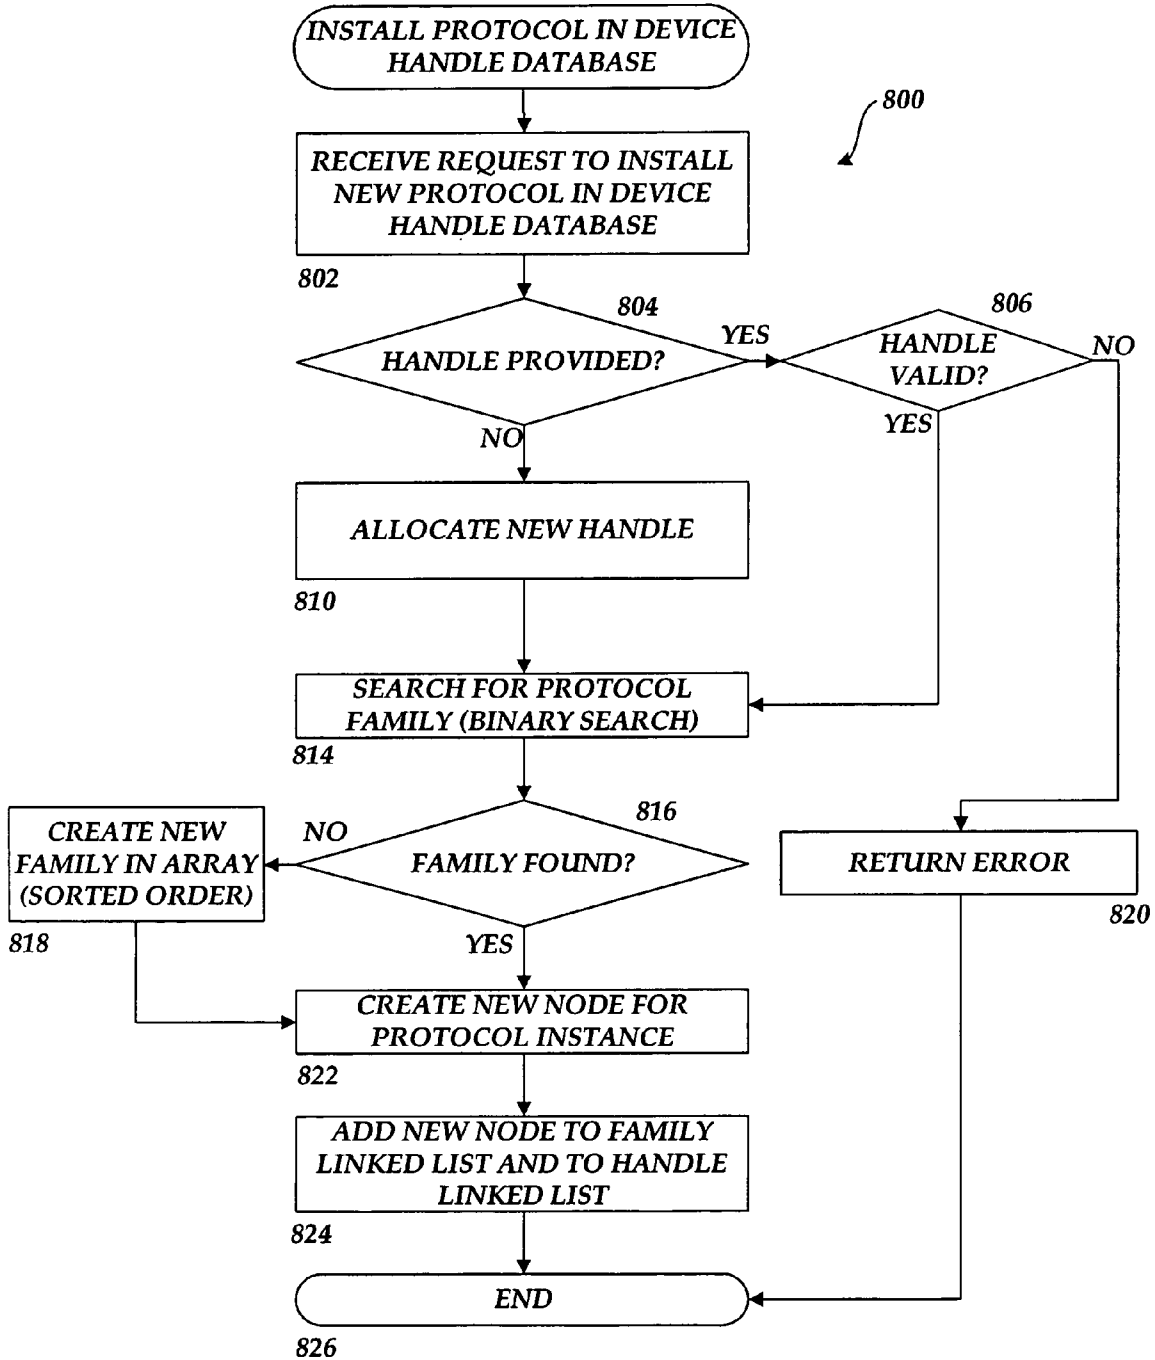 INSTALL PROTOCOL IN DEVICE
HANDLE DATABASE
800
RECEIVE REQUEST TO INSTALL
NEW PROTOCOL IN DEVICE
HANDLE DATABASE
802
804
HANDLE PROVIDED?
YES
806
HANDLE
VALID?
NO
YES
NO
ALLOCATE NEW HANDLE
810
SEARCH FOR PROTOCOL
FAMILY (BINARY SEARCH)
814
816
FAMILY FOUND?
NO
CREATE NEW
FAMILY IN ARRAY
(SORTED ORDER)
818
RETURN ERROR
820
YES
CREATE NEW NODE FOR
PROTOCOL INSTANCE
822
ADD NEW NODE TO FAMILY
LINKED LIST AND TO HANDLE
LINKED LIST
824
END
826